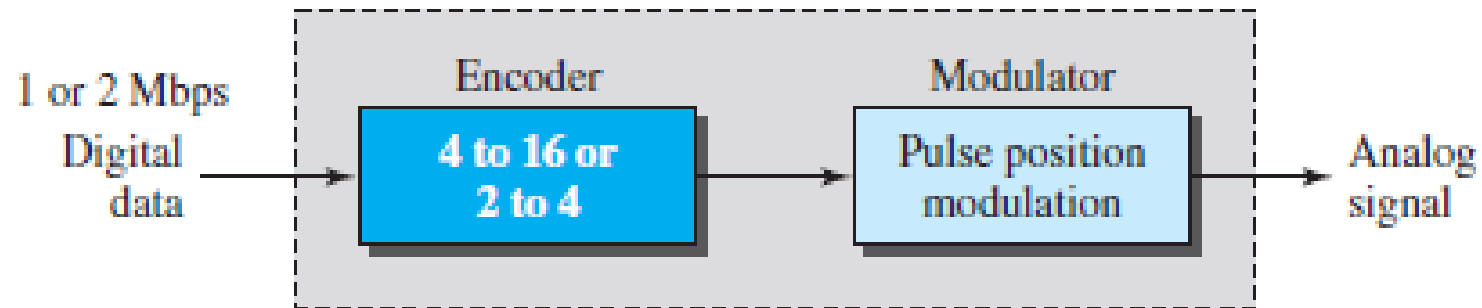 1 or 2 Mbps
Digital
data
Encoder
4 to 16 or
2 to 4
Modulator
Pulse position
modulation
Analog
signal